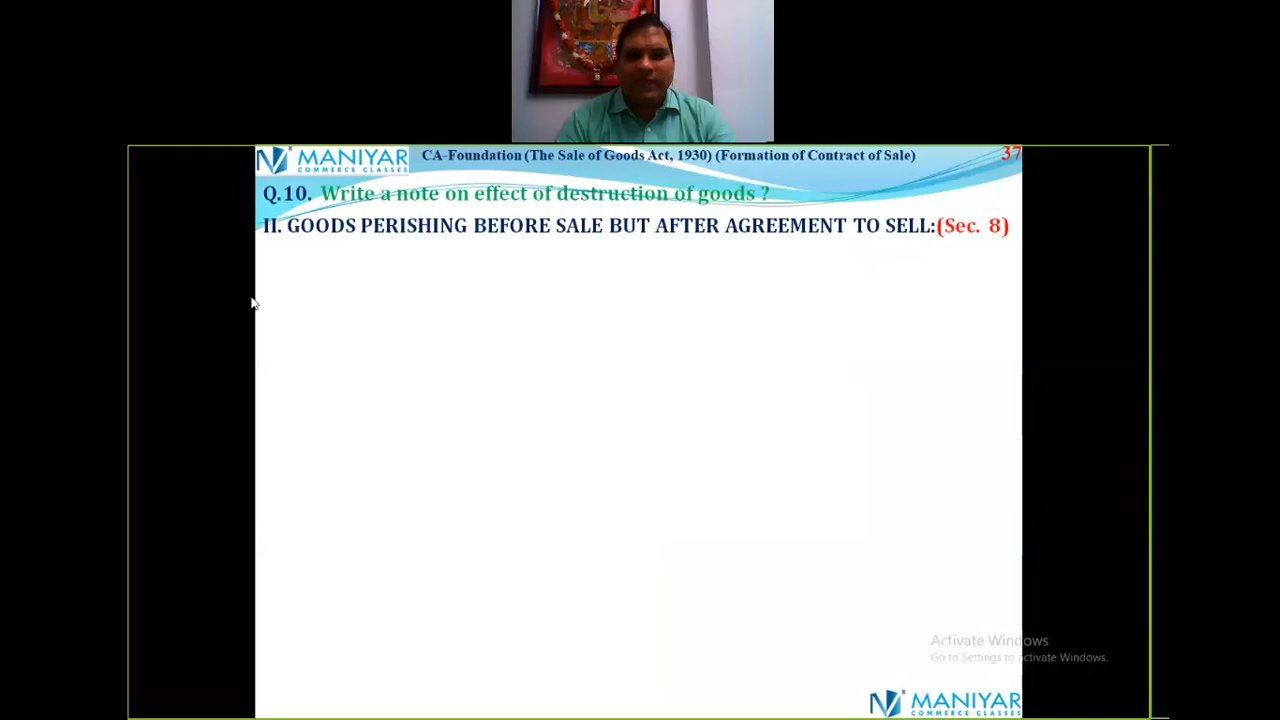 MANIYAR
COMMERCE CLASSES
CA-Foundation (The Sale of Goods Act, 1930) (Formation of Contract of Sale)
37
Q.10. Write a note on effect of destruction of goods ?
II. GOODS PERISHING BEFORE SALE BUT AFTER AGREEMENT TO SELL:(Sec. 8)
Activate Windows
Go to Settings to activate Windows.
MANIYAR
COMMERCE CLASSES